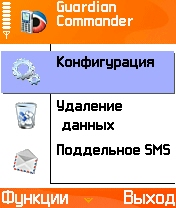 Guardian
Commander
Конфигурация
Удаление
данных
Поддельное SMS
Функции
Выход